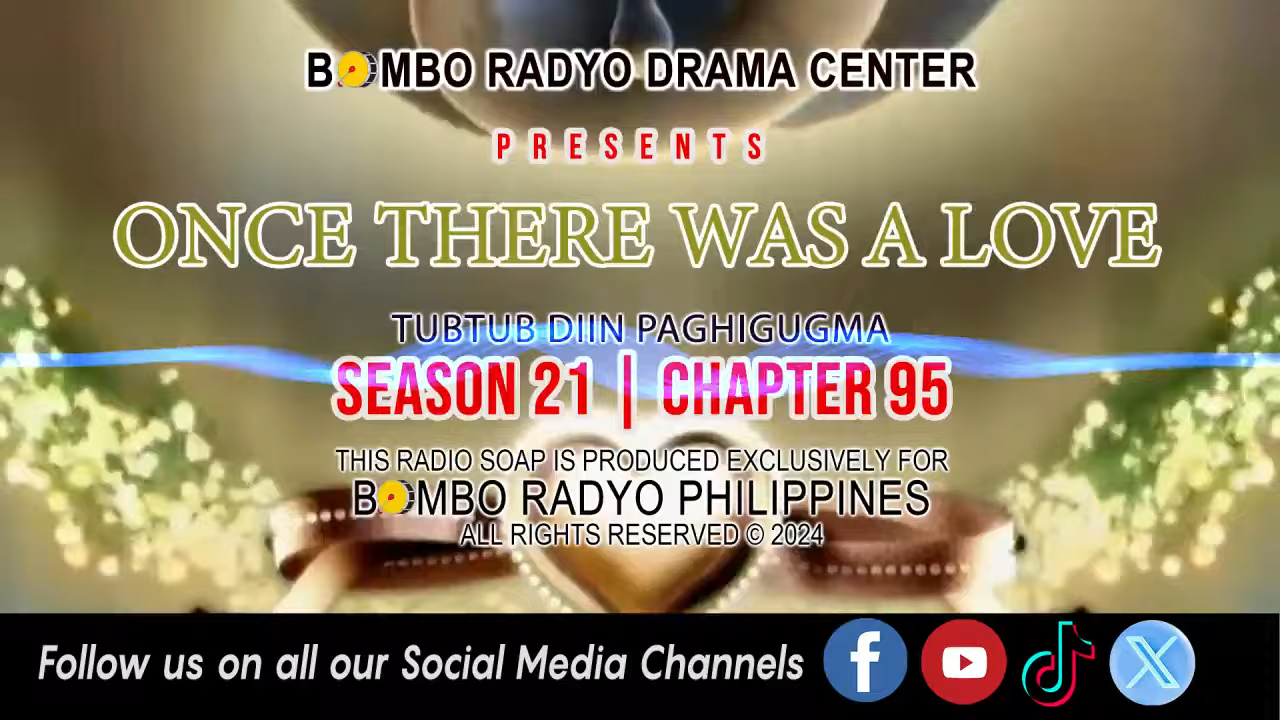 BOMBO RADYO DRAMA CENTER
PRESENTS
ONCE THERE WAS A LOVE
TUBTUB DIIN PAGHIGUGMA
SEASON 21 | CHAPTER 95
THIS RADIO SOAP IS PRODUCED EXCLUSIVELY FOR
BOMBO RADYO PHILIPPINES
ALL RIGHTS RESERVED © 2024
Follow us on all our Social Media Channels